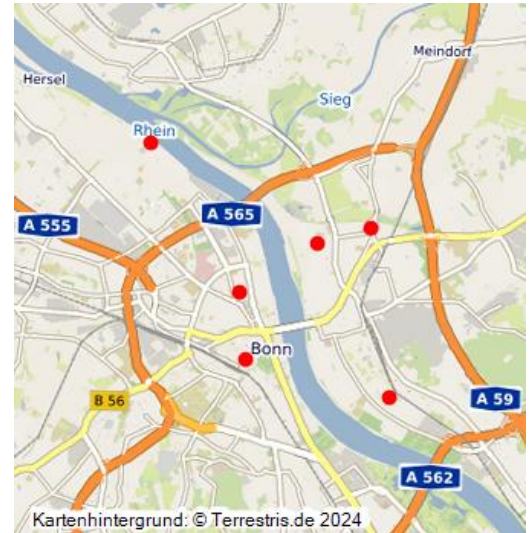 Meindorf
Hersel
Sieg
Rhein
A 565
A 555
Bonn
B 56
A 59
A 562
Kartenhintergrund: © Terrestris.de 2024